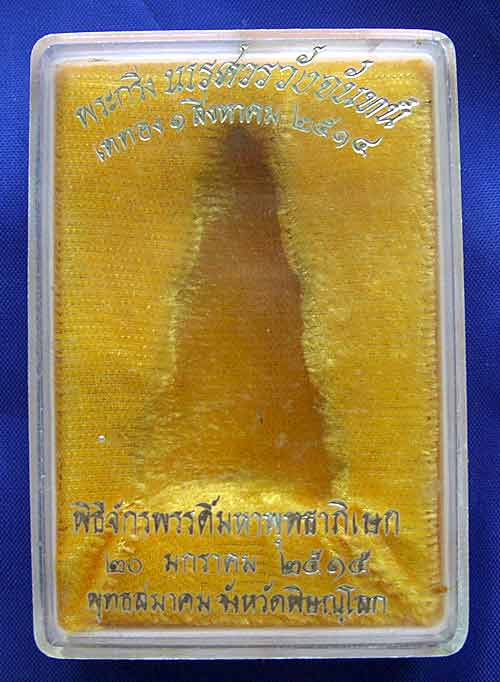 พระกริ่ง นเรศวรวังจันทน์
เททอง ๑ สิงหาคม ๒๕๑๔
พิธีจักรพรรดิ์มหาพุทธาภิเษก
๒๐ มกราคม ๒๕๑๕
พุทธสมาคม จังหวัดพิษณุโลก